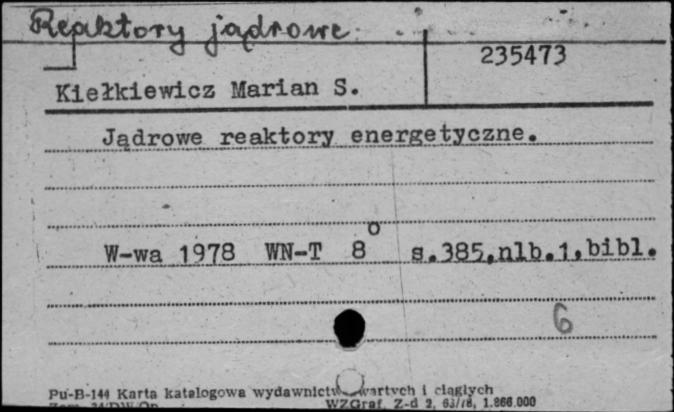 Reaktory jądrowe
235473
Kiełkiewicz Marian S.
Jądrowe reaktory energetyczne.
W-wa 1978 WN-T 8° s.385,nlb.1,bibl.
6
Pu-B-144 Karta katalogowa wydawnictw zwartych i ciągłych
WZGraf. Z-d 2, 63/78, 1.866.000